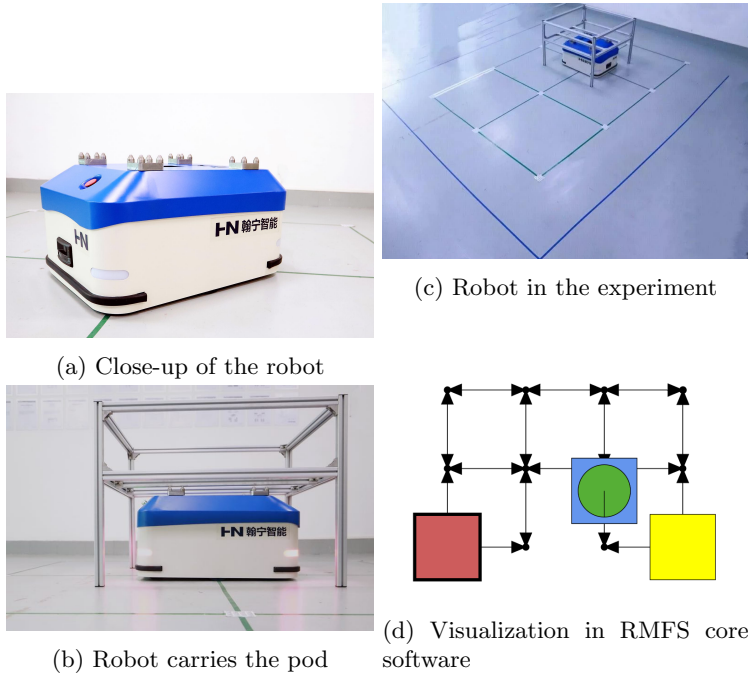 HN
HN 翰宁智能
(a) Close-up of the robot
HN 翰宁智能
(b) Robot carries the pod
(c) Robot in the experiment
(d) Visualization in RMFS core
software